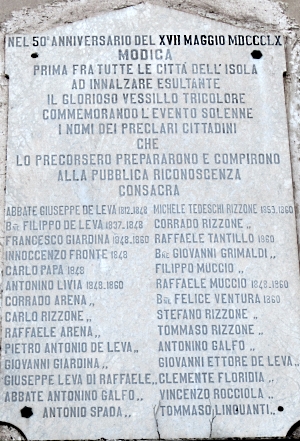 NEL 50° ANNIVERSARIO DEL XVII MAGGIO MDCCCLX
MODICA
PRIMA FRA TUTTE LE CITTÁ DELL'ISOLA
AD INNALZARE ESULTANTE
IL GLORIOSO VESSILLO TRICOLORE
COMMEMORANDO L'EVENTO SOLENNE
I NOMI DEI PRECLARI CITTADINI
CHE
LO PRECORSERO PREPARARONO E COMPIRONO
ALLA PUBBLICA RICONOSCENZA
CONSACRA
ABBATE GIUSEPPE DE LEVA 1812.1848
BNE FILIPPO DE LEVA 1837.1848
FRANCESCO GIARDINA 1848.1860
INNOCCENZO FRONTE 1848
CARLO PAPA 1848
ANTONINO LIVIA 1848.1860
CORRADO ARENA „
CARLO RIZZONE „
RAFFAELE ARENA „
PIETRO ANTONIO DE LEVA „
GIOVANNI GIARDINA „
GIUSEPPE LEVA DI RAFFAELE „
ABBATE ANTONINO GALFO „
ANTONIO SPADA „
MICHELE TEDESCHI RIZZONE 1853.1860
CORRADO RIZZONE „
RAFFAELE TANTILLO 1860
BNE GIOVANNI GRIMALDI „
FILIPPO MUCCIO „
RAFFAELE MUCCIO 1848.1860
BNE FELICE VENTURA 1860
STEFANO RIZZONE „
TOMMASO RIZZONE „
ANTONINO GALFO „
GIOVANNI ETTORE DE LEVA „
CLEMENTE FLORIDIA „
VINCENZO ROCCIOLA „
TOMMASO LINGUANTI „